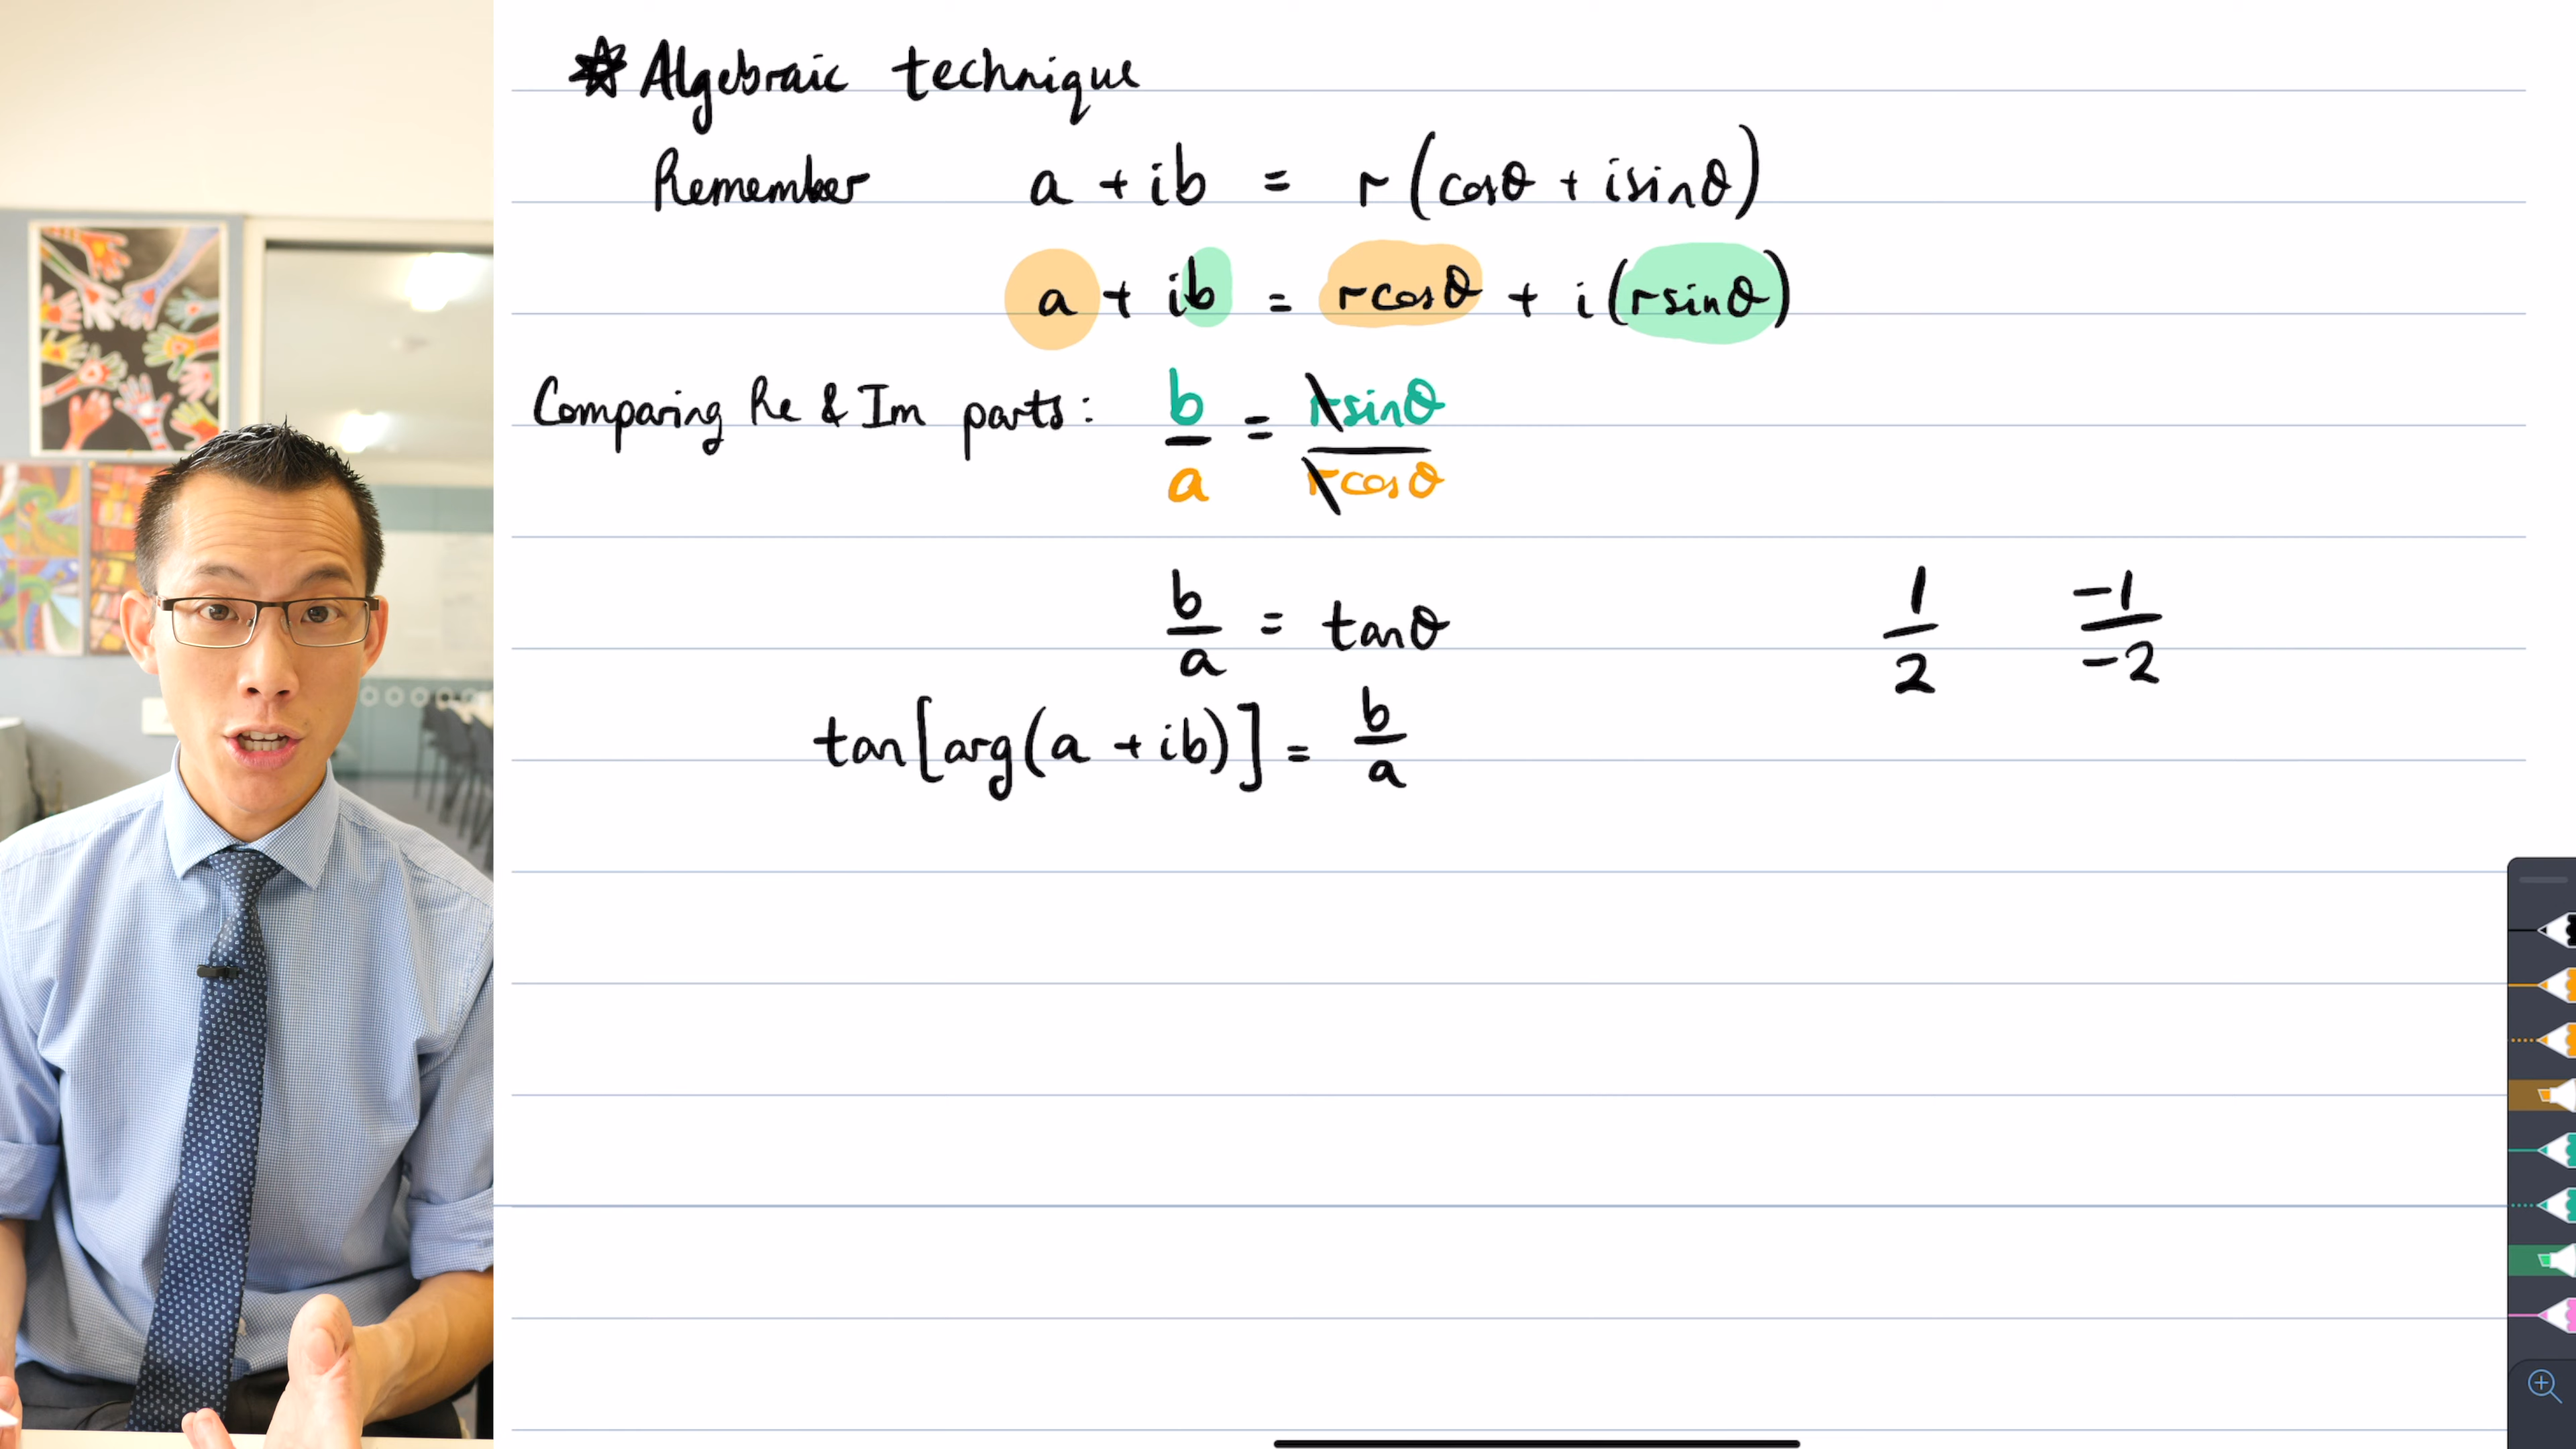 * Algebraic technique
Remember a + ib = r(cosθ + isinθ)
a + ib = rcosθ + i(rsinθ)
Comparing Re & Im parts: b/a = rsinθ/rcosθ
b/a = tanθ 1/2 -1/-2
tan[arg(a + ib)] = b/a